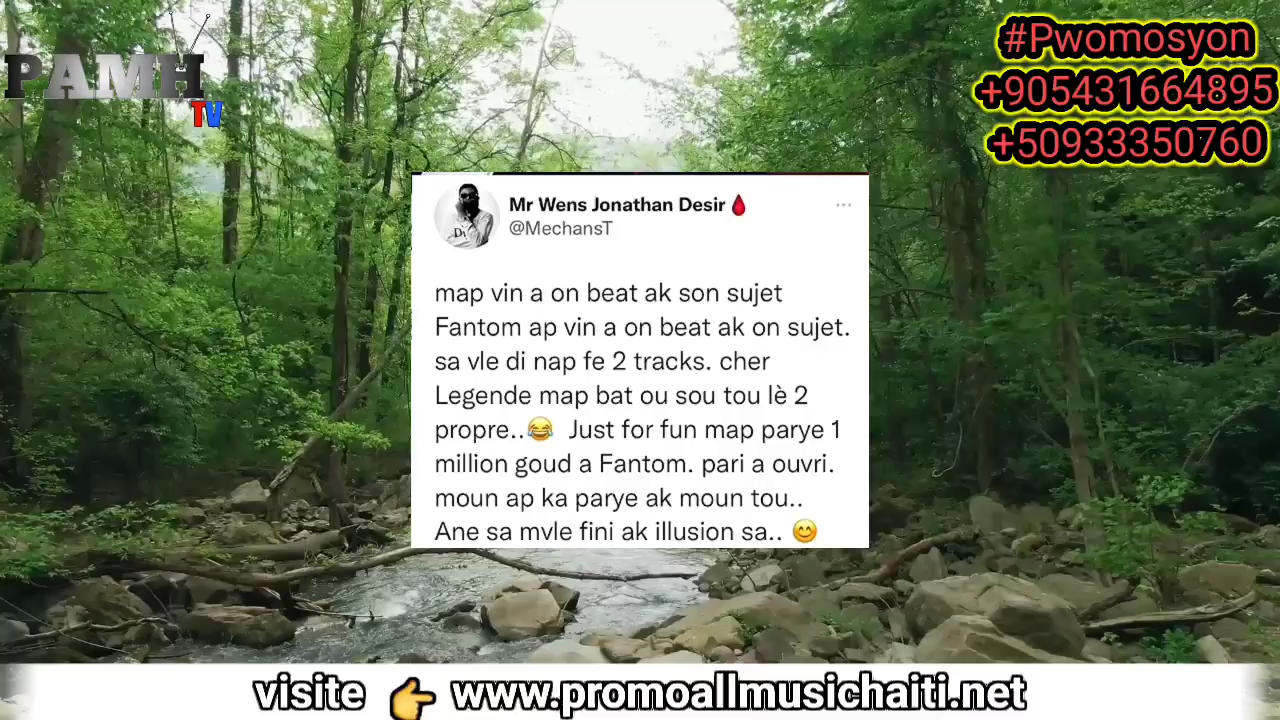 PAMH
TV
#Pwomosyon
+905431664895
+50933350760
Mr Wens Jonathan Desir🩸
@MechansT
map vin a on beat ak son sujet
Fantom ap vin a on beat ak on sujet.
sa vle di nap fe 2 tracks. cher
Legende map bat ou sou tou lè 2
propre..😂 Just for fun map parye 1
million goud a Fantom. pari a ouvri.
moun ap ka parye ak moun tou..
Ane sa mvle fini ak illusion sa.. 😊
visite 👉 www.promoallmusichaiti.net